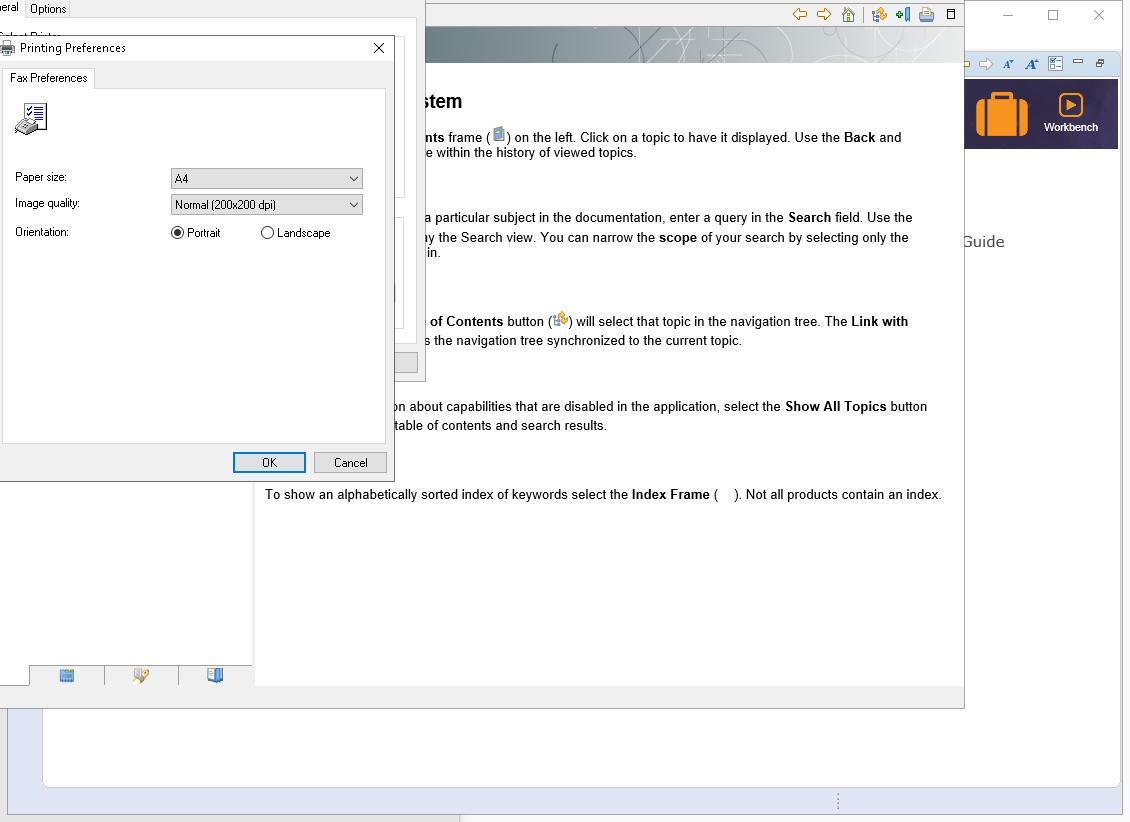 eral
Options
Printing Preferences
Fax Preferences
Paper size:
A4
Image quality:
Normal (200x200 dpi)
Orientation:
Portrait
Landscape
OK
Cancel
stem
nts frame ( ) on the left. Click on a topic to have it displayed. Use the Back and
e within the history of viewed topics.
a particular subject in the documentation, enter a query in the Search field. Use the
ay the Search view. You can narrow the scope of your search by selecting only the
in.
of Contents button ( ) will select that topic in the navigation tree. The Link with
s the navigation tree synchronized to the current topic.
on about capabilities that are disabled in the application, select the Show All Topics button
table of contents and search results.
To show an alphabetically sorted index of keywords select the Index Frame ( ). Not all products contain an index.
Workbench
Guide